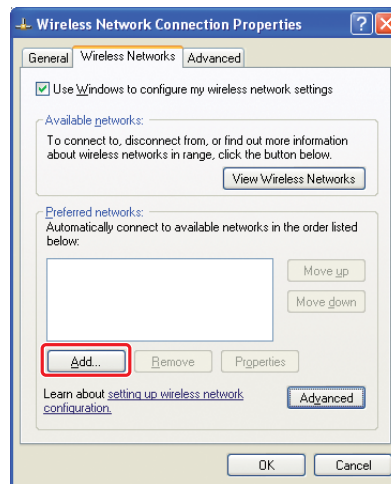 Wireless Network Connection Properties
General Wireless Networks Advanced
Use Windows to configure my wireless network settings
Available networks:
To connect to, disconnect from, or find out more information
about wireless networks in range, click the button below.
View Wireless Networks
Preferred networks:
Automatically connect to available networks in the order listed
below:
Move up
Move down
Add... Remove Properties
Learn about setting up wireless network
configuration.
Advanced
OK Cancel